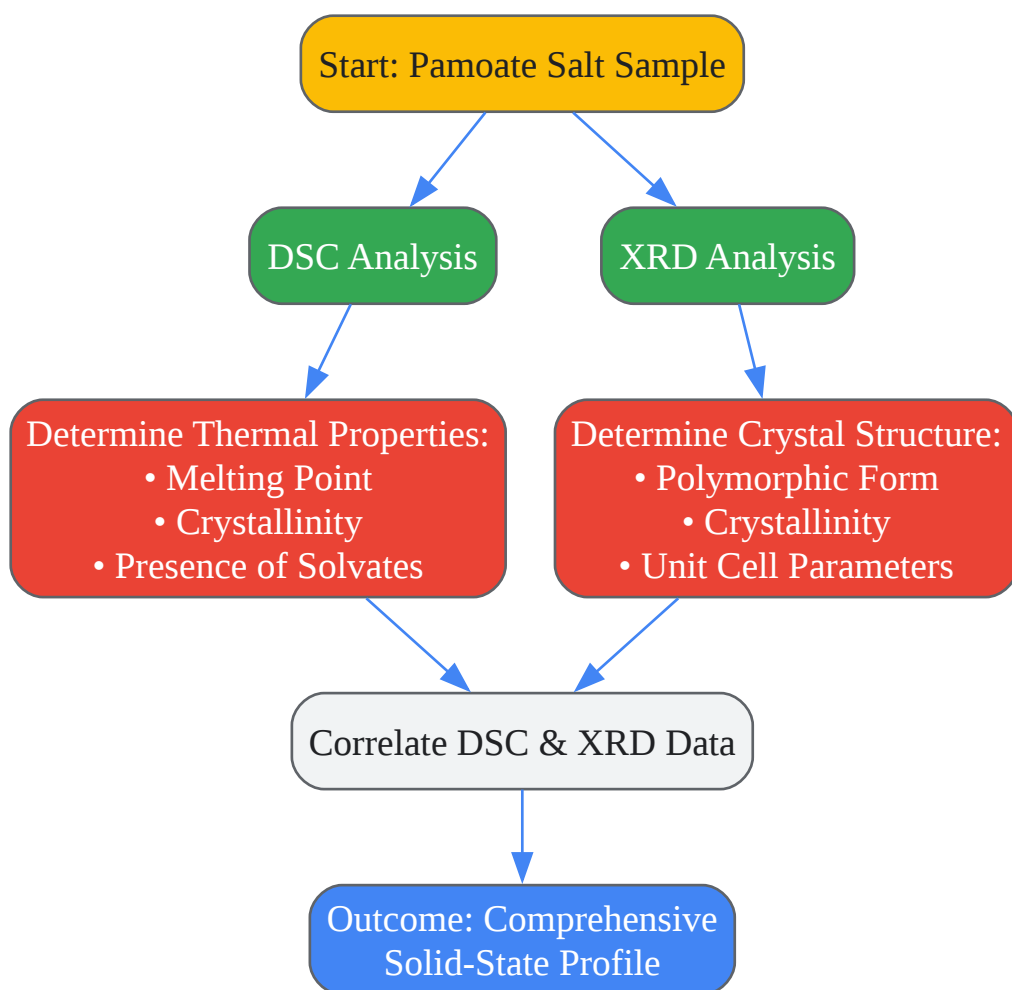 Start: Pamoate Salt Sample
DSC Analysis
XRD Analysis
Determine Thermal Properties:
• Melting Point
• Crystallinity
• Presence of Solvates
Determine Crystal Structure:
• Polymorphic Form
• Crystallinity
• Unit Cell Parameters
Correlate DSC & XRD Data
Outcome: Comprehensive
Solid-State Profile